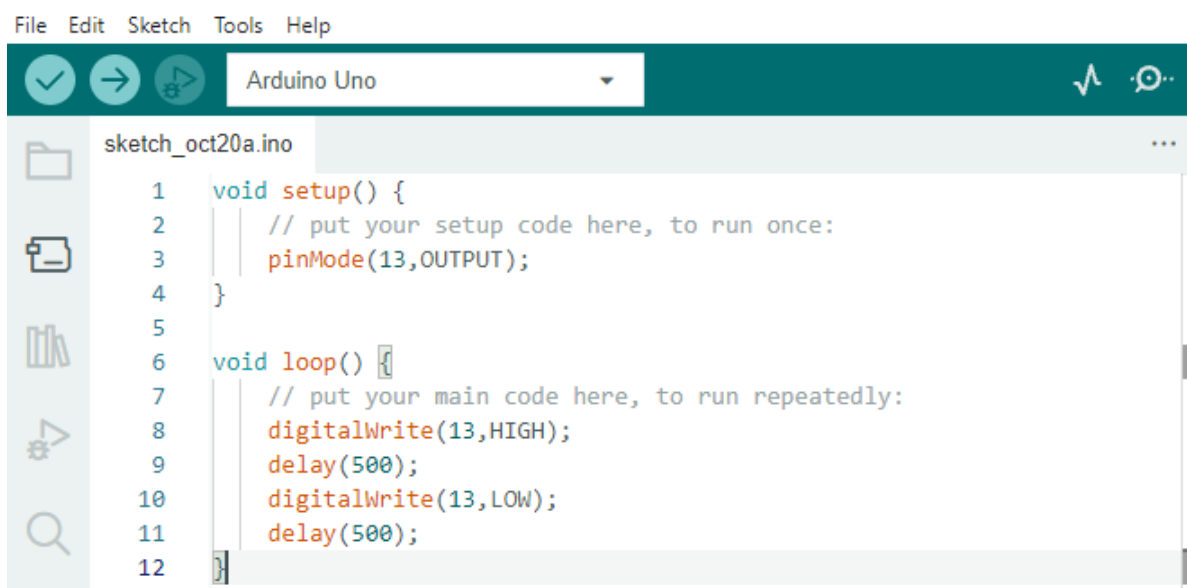 File Edit Sketch Tools Help
Arduino Uno
sketch_oct20a.ino
1 void setup() {
2 // put your setup code here, to run once:
3 pinMode(13,OUTPUT);
4 }
5
6 void loop() {
7 // put your main code here, to run repeatedly:
8 digitalWrite(13,HIGH);
9 delay(500);
10 digitalWrite(13,LOW);
11 delay(500);
12 }